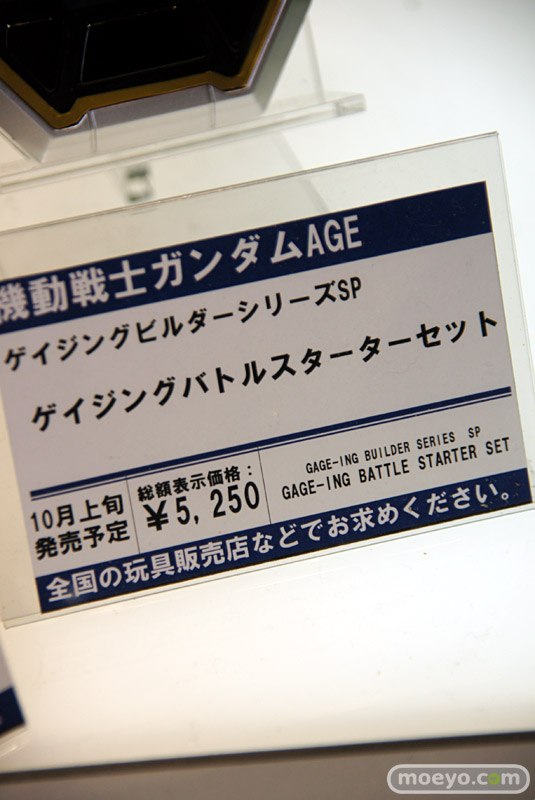 機動戦士ガンダムAGE
ゲイジングビルダーシリーズSP
ゲイジングバトルスターターセット
10月上旬
発売予定
総額表示価格：
￥5,250
GAGE-ING BUILDER SERIES SP
GAGE-ING BATTLE STARTER SET
全国の玩具販売店などでお求めください。
moeyo.com